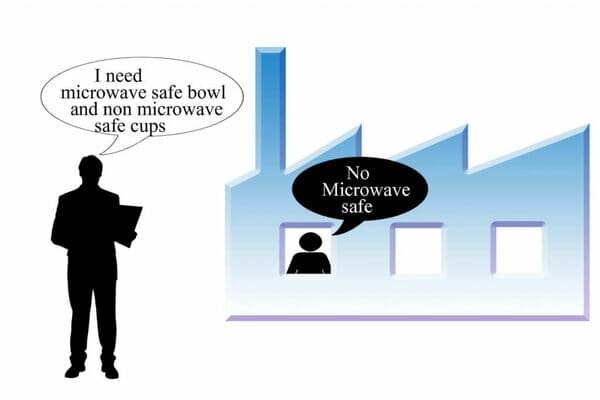 I need
microwave safe bowl
and non microwave
safe cups
No
Microwave
safe